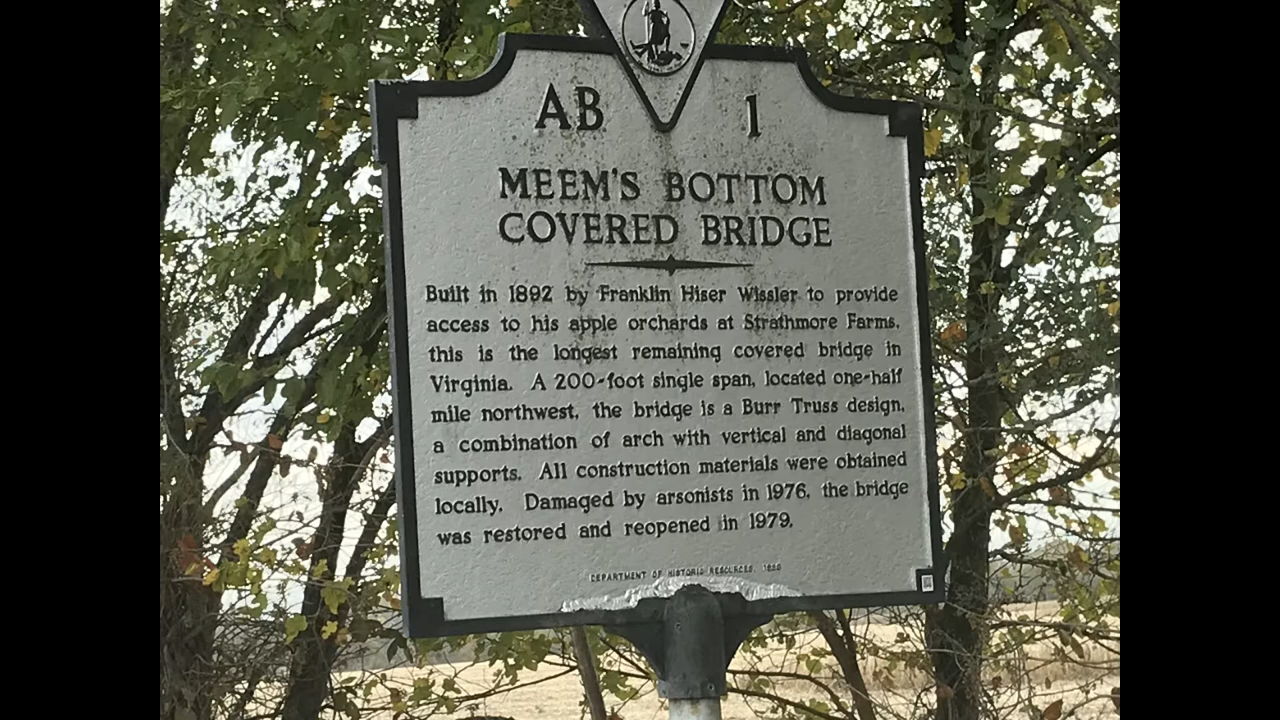 AB 1
MEEM'S BOTTOM
COVERED BRIDGE
Built in 1892 by Franklin Hiser Wissler to provide
access to his apple orchards at Strathmore Farms,
this is the longest remaining covered bridge in
Virginia. A 200-foot single span, located one-half
mile northwest, the bridge is a Burr Truss design,
a combination of arch with vertical and diagonal
supports. All construction materials were obtained
locally. Damaged by arsonists in 1976, the bridge
was restored and reopened in 1979.
DEPARTMENT OF HISTORIC RESOURCES,